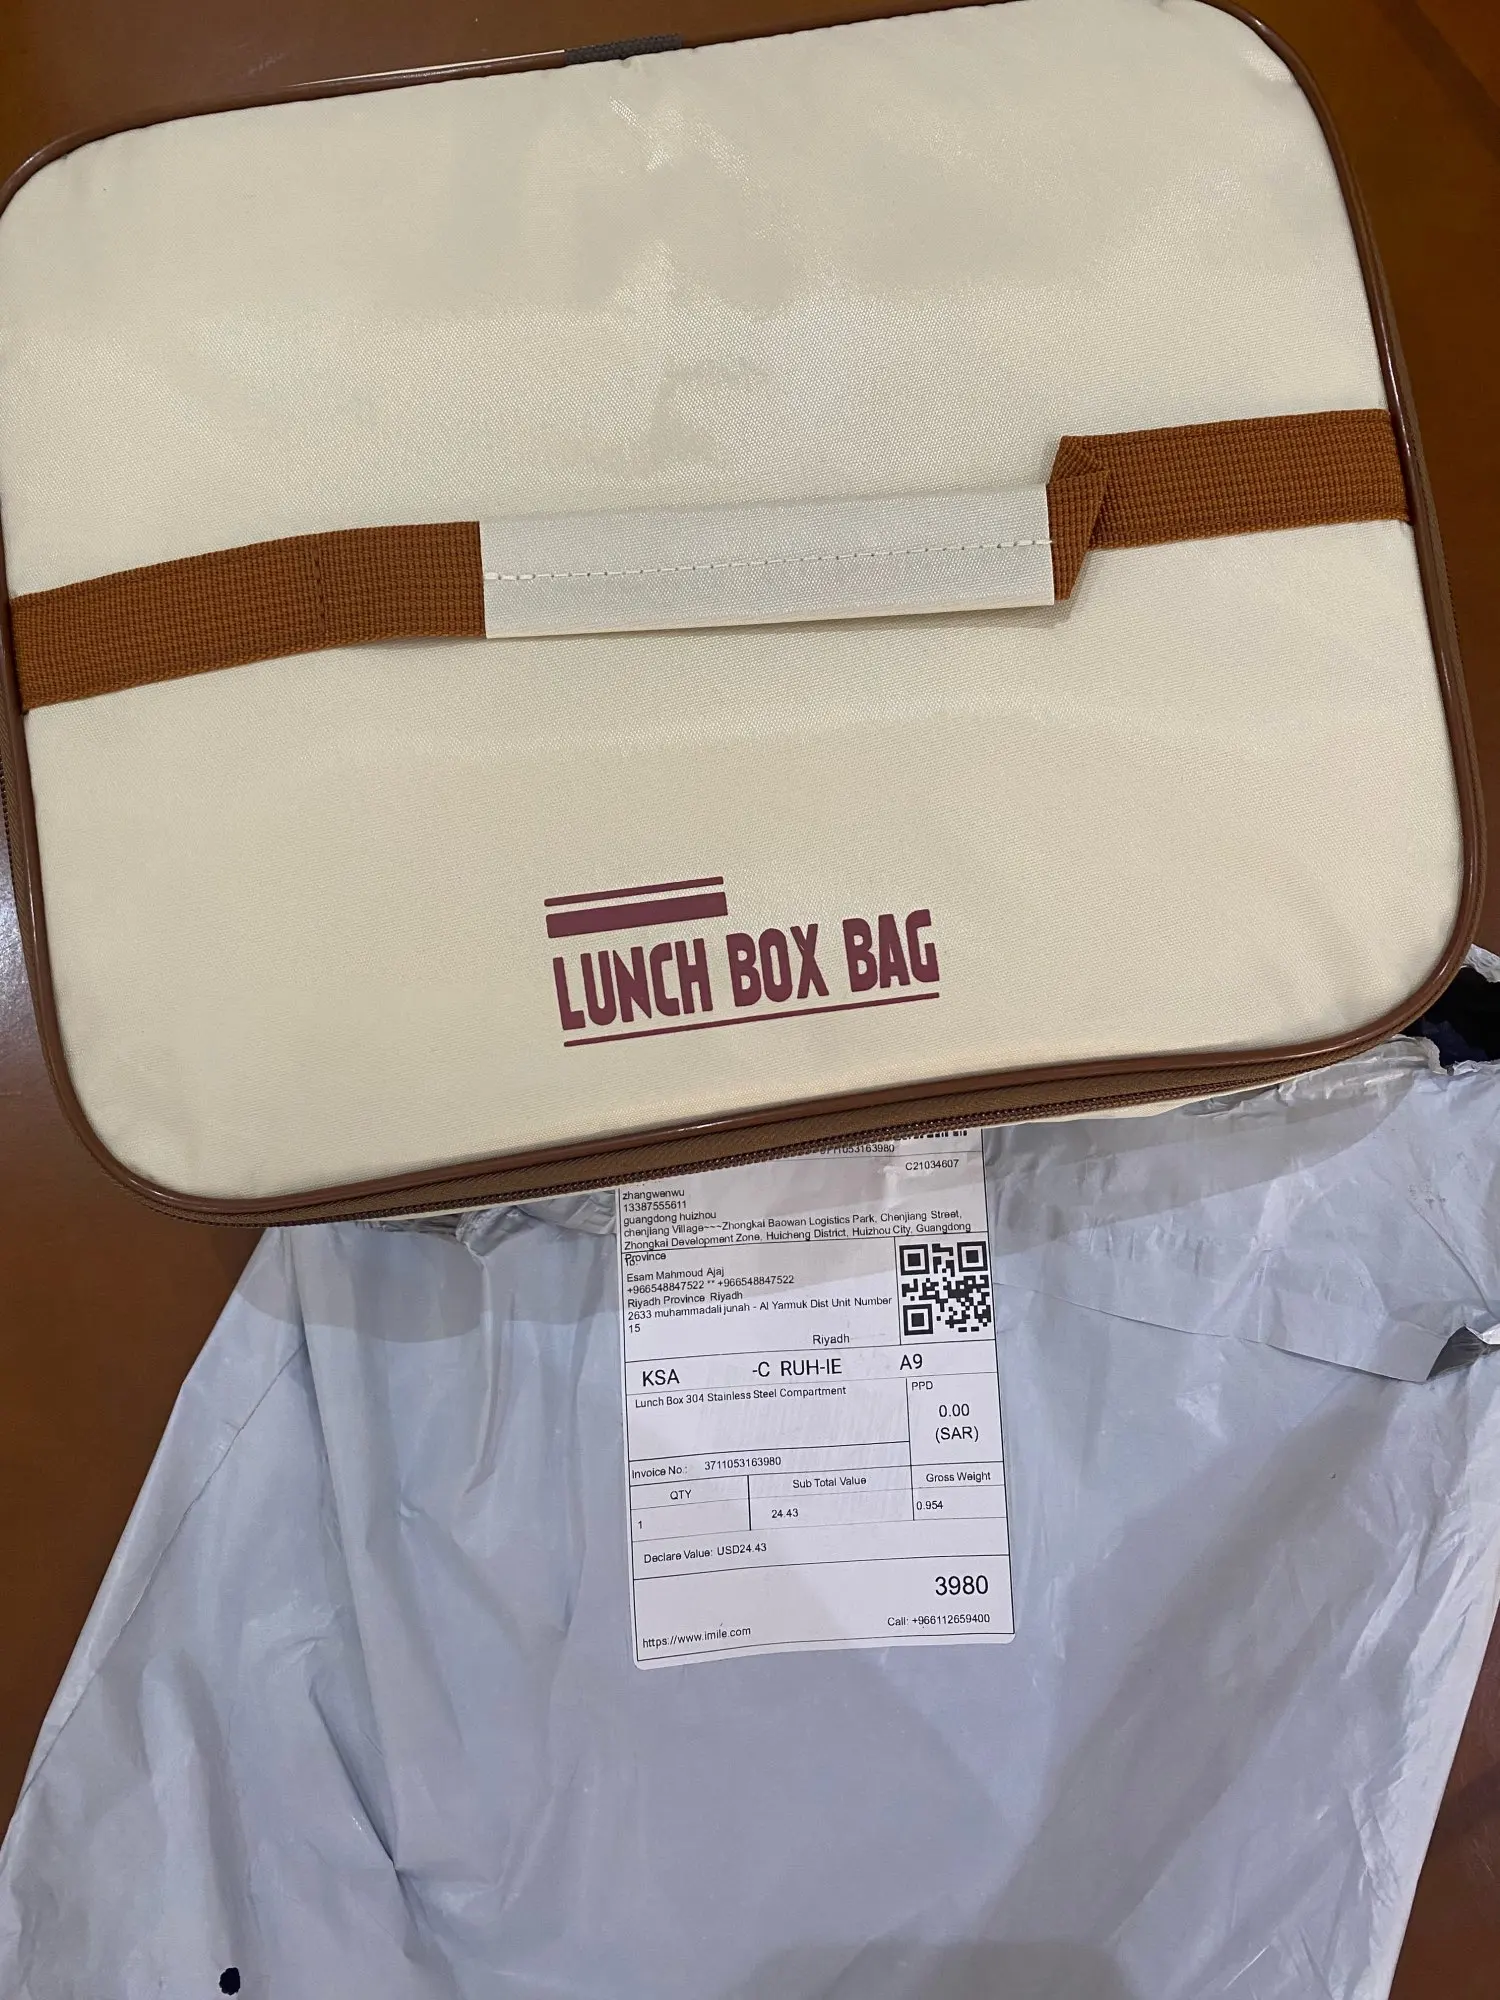 LUNCH BOX BAG
3711053163980
C21034607
zhangwenwu
13387555611
guangdong huizhou
chenjiang Village~~~Zhongkai Baowan Logistics Park, Chenjiang Street,
Zhongkai Development Zone, Huicheng District, Huizhou City, Guangdong
Province
To:
Esam Mahmoud Ajaj
+966548847522 ** +966548847522
Riyadh Province Riyadh
2633 muhammadali junah - Al Yarmuk Dist Unit Number
15
Riyadh
KSA -C RUH-IE A9
Lunch Box 304 Stainless Steel Compartment
PPD
0.00
(SAR)
Invoice No.: 3711053163980
QTY Sub Total Value Gross Weight
1 24.43 0.954
Declare Value: USD24.43
3980
https://www.imile.com Call: +966112659400